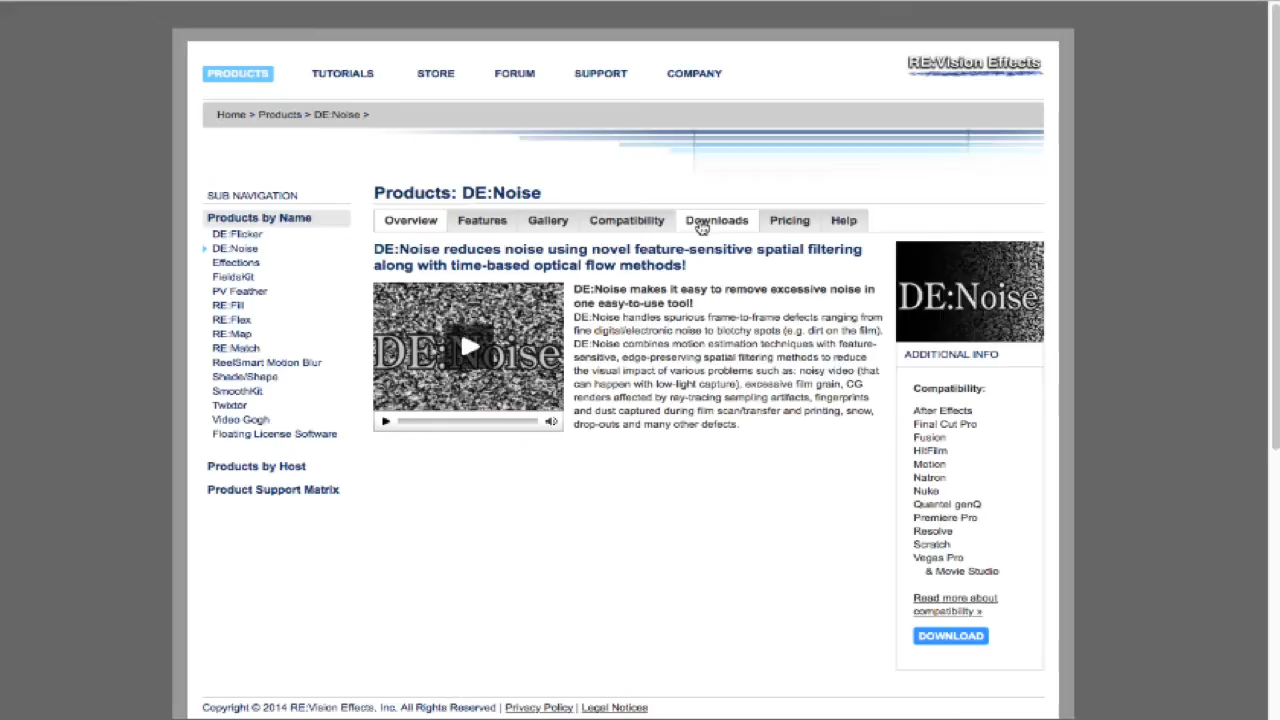 PRODUCTS TUTORIALS STORE FORUM SUPPORT COMPANY
RE:Vision Effects
Home > Products > DE:Noise >
SUB NAVIGATION
Products by Name
DE:Flicker
DE:Noise
Effections
FieldsKit
PV Feather
RE:Fill
RE:Flex
RE:Map
RE:Match
ReelSmart Motion Blur
Shade/Shape
SmoothKit
Twixtor
Video Gogh
Floating License Software
Products by Host
Product Support Matrix
Products: DE:Noise
Overview Features Gallery Compatibility Downloads Pricing Help
DE:Noise reduces noise using novel feature-sensitive spatial filtering
along with time-based optical flow methods!
DE:Noise
DE:Noise makes it easy to remove excessive noise in
one easy-to-use tool!
DE:Noise handles spurious frame-to-frame defects ranging from
fine digital/electronic noise to blotchy spots (e.g. dirt on the film).
DE:Noise combines motion estimation techniques with feature-
sensitive, edge-preserving spatial filtering methods to reduce
the visual impact of various problems such as: noisy video (that
can happen with low-light capture), excessive film grain, CG
renders affected by ray-tracing sampling artifacts, fingerprints
and dust captured during film scan/transfer and printing, snow,
drop-outs and many other defects.
DE:Noise
ADDITIONAL INFO
Compatibility:
After Effects
Final Cut Pro
Fusion
HitFilm
Motion
Natron
Nuke
Quantel genQ
Premiere Pro
Resolve
Scratch
Vegas Pro
& Movie Studio
Read more about
compatibility »
DOWNLOAD
Copyright © 2014 RE:Vision Effects, Inc. All Rights Reserved | Privacy Policy | Legal Notices